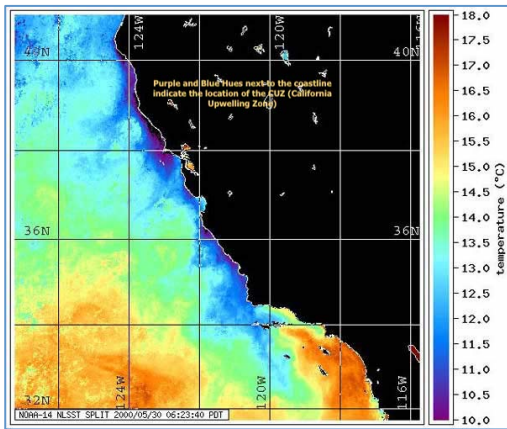 124W
120W
40N
40N
Purple and Blue Hues next to the coastline
indicate the location of the CUZ (California
Upwelling Zone)
36N
36N
32N
124W
120W
116W
NOAA-14 NLSST SPLIT 2000/05/30 06:23:40 PDT
18.0
17.5
17.0
16.5
16.0
15.5
15.0
14.5
14.0
13.5
13.0
12.5
12.0
11.5
11.0
10.5
10.0
temperature (°C)